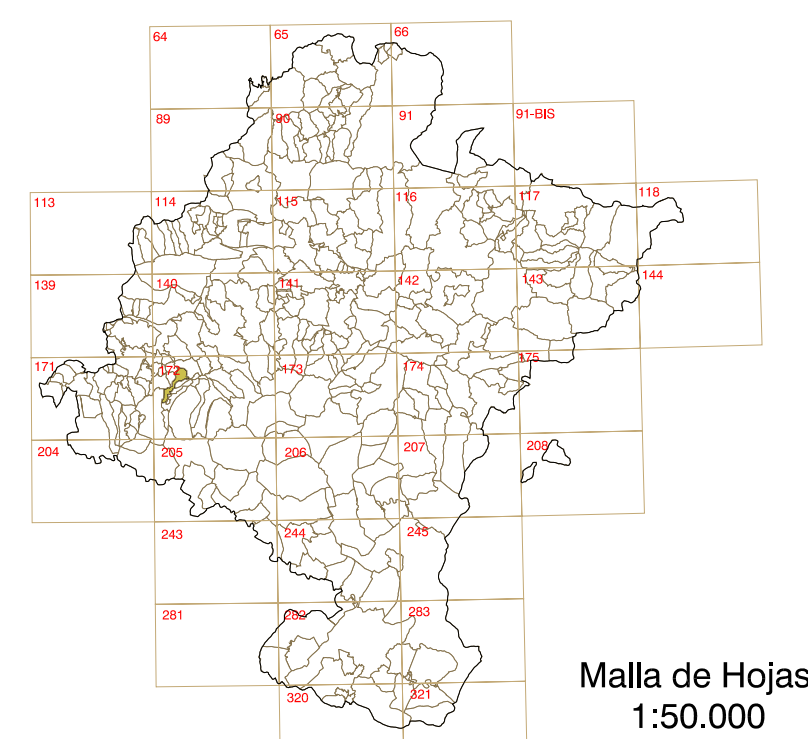 64 65 66
89 90 91 91-BIS
113 114 115 116 117 118
139 140 141 142 143 144
171 172 173 174 175
204 205 206 207 208
243 244 245
281 282 283
320 321
Malla de Hojas
1:50.000